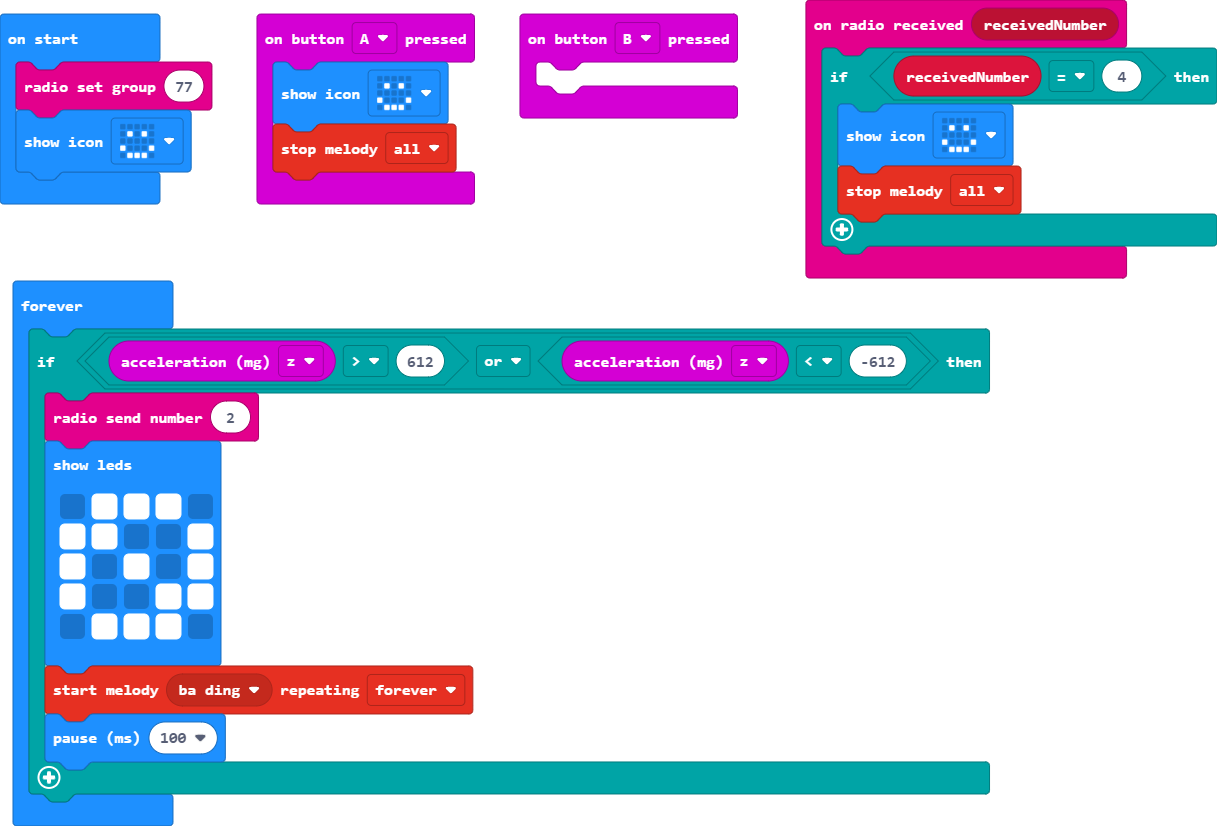 on start
radio set group 77
show icon
on button A pressed
show icon
stop melody all
on button B pressed
on radio received receivedNumber
if receivedNumber = 4 then
show icon
stop melody all
forever
if acceleration (mg) z > 612 or acceleration (mg) z < -612 then
radio send number 2
show leds
start melody ba ding repeating forever
pause (ms) 100